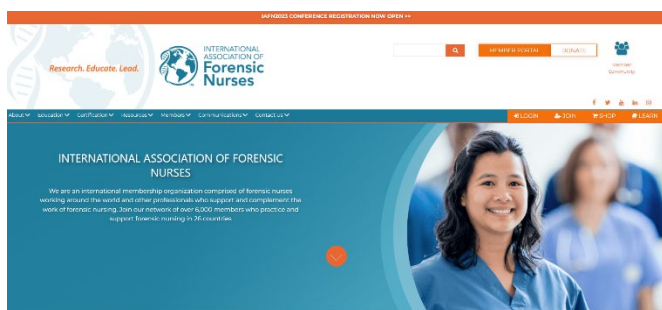 IAFN2023 CONFERENCE REGISTRATION NOW OPEN ++
Research. Educate. Lead.
INTERNATIONAL
ASSOCIATION OF
Forensic
Nurses
MEMBER PORTAL
DONATE
Member
Community
About
Education
Certification
Resources
Members
Communications
Contact us
LOGIN
JOIN
SHOP
LEARN
INTERNATIONAL ASSOCIATION OF FORENSIC
NURSES
We are an international membership organization comprised of forensic nurses
working around the world and other professionals who support and complement the
work of forensic nursing. Join our network of over 6,000 members who practice and
support forensic nursing in 26 countries.